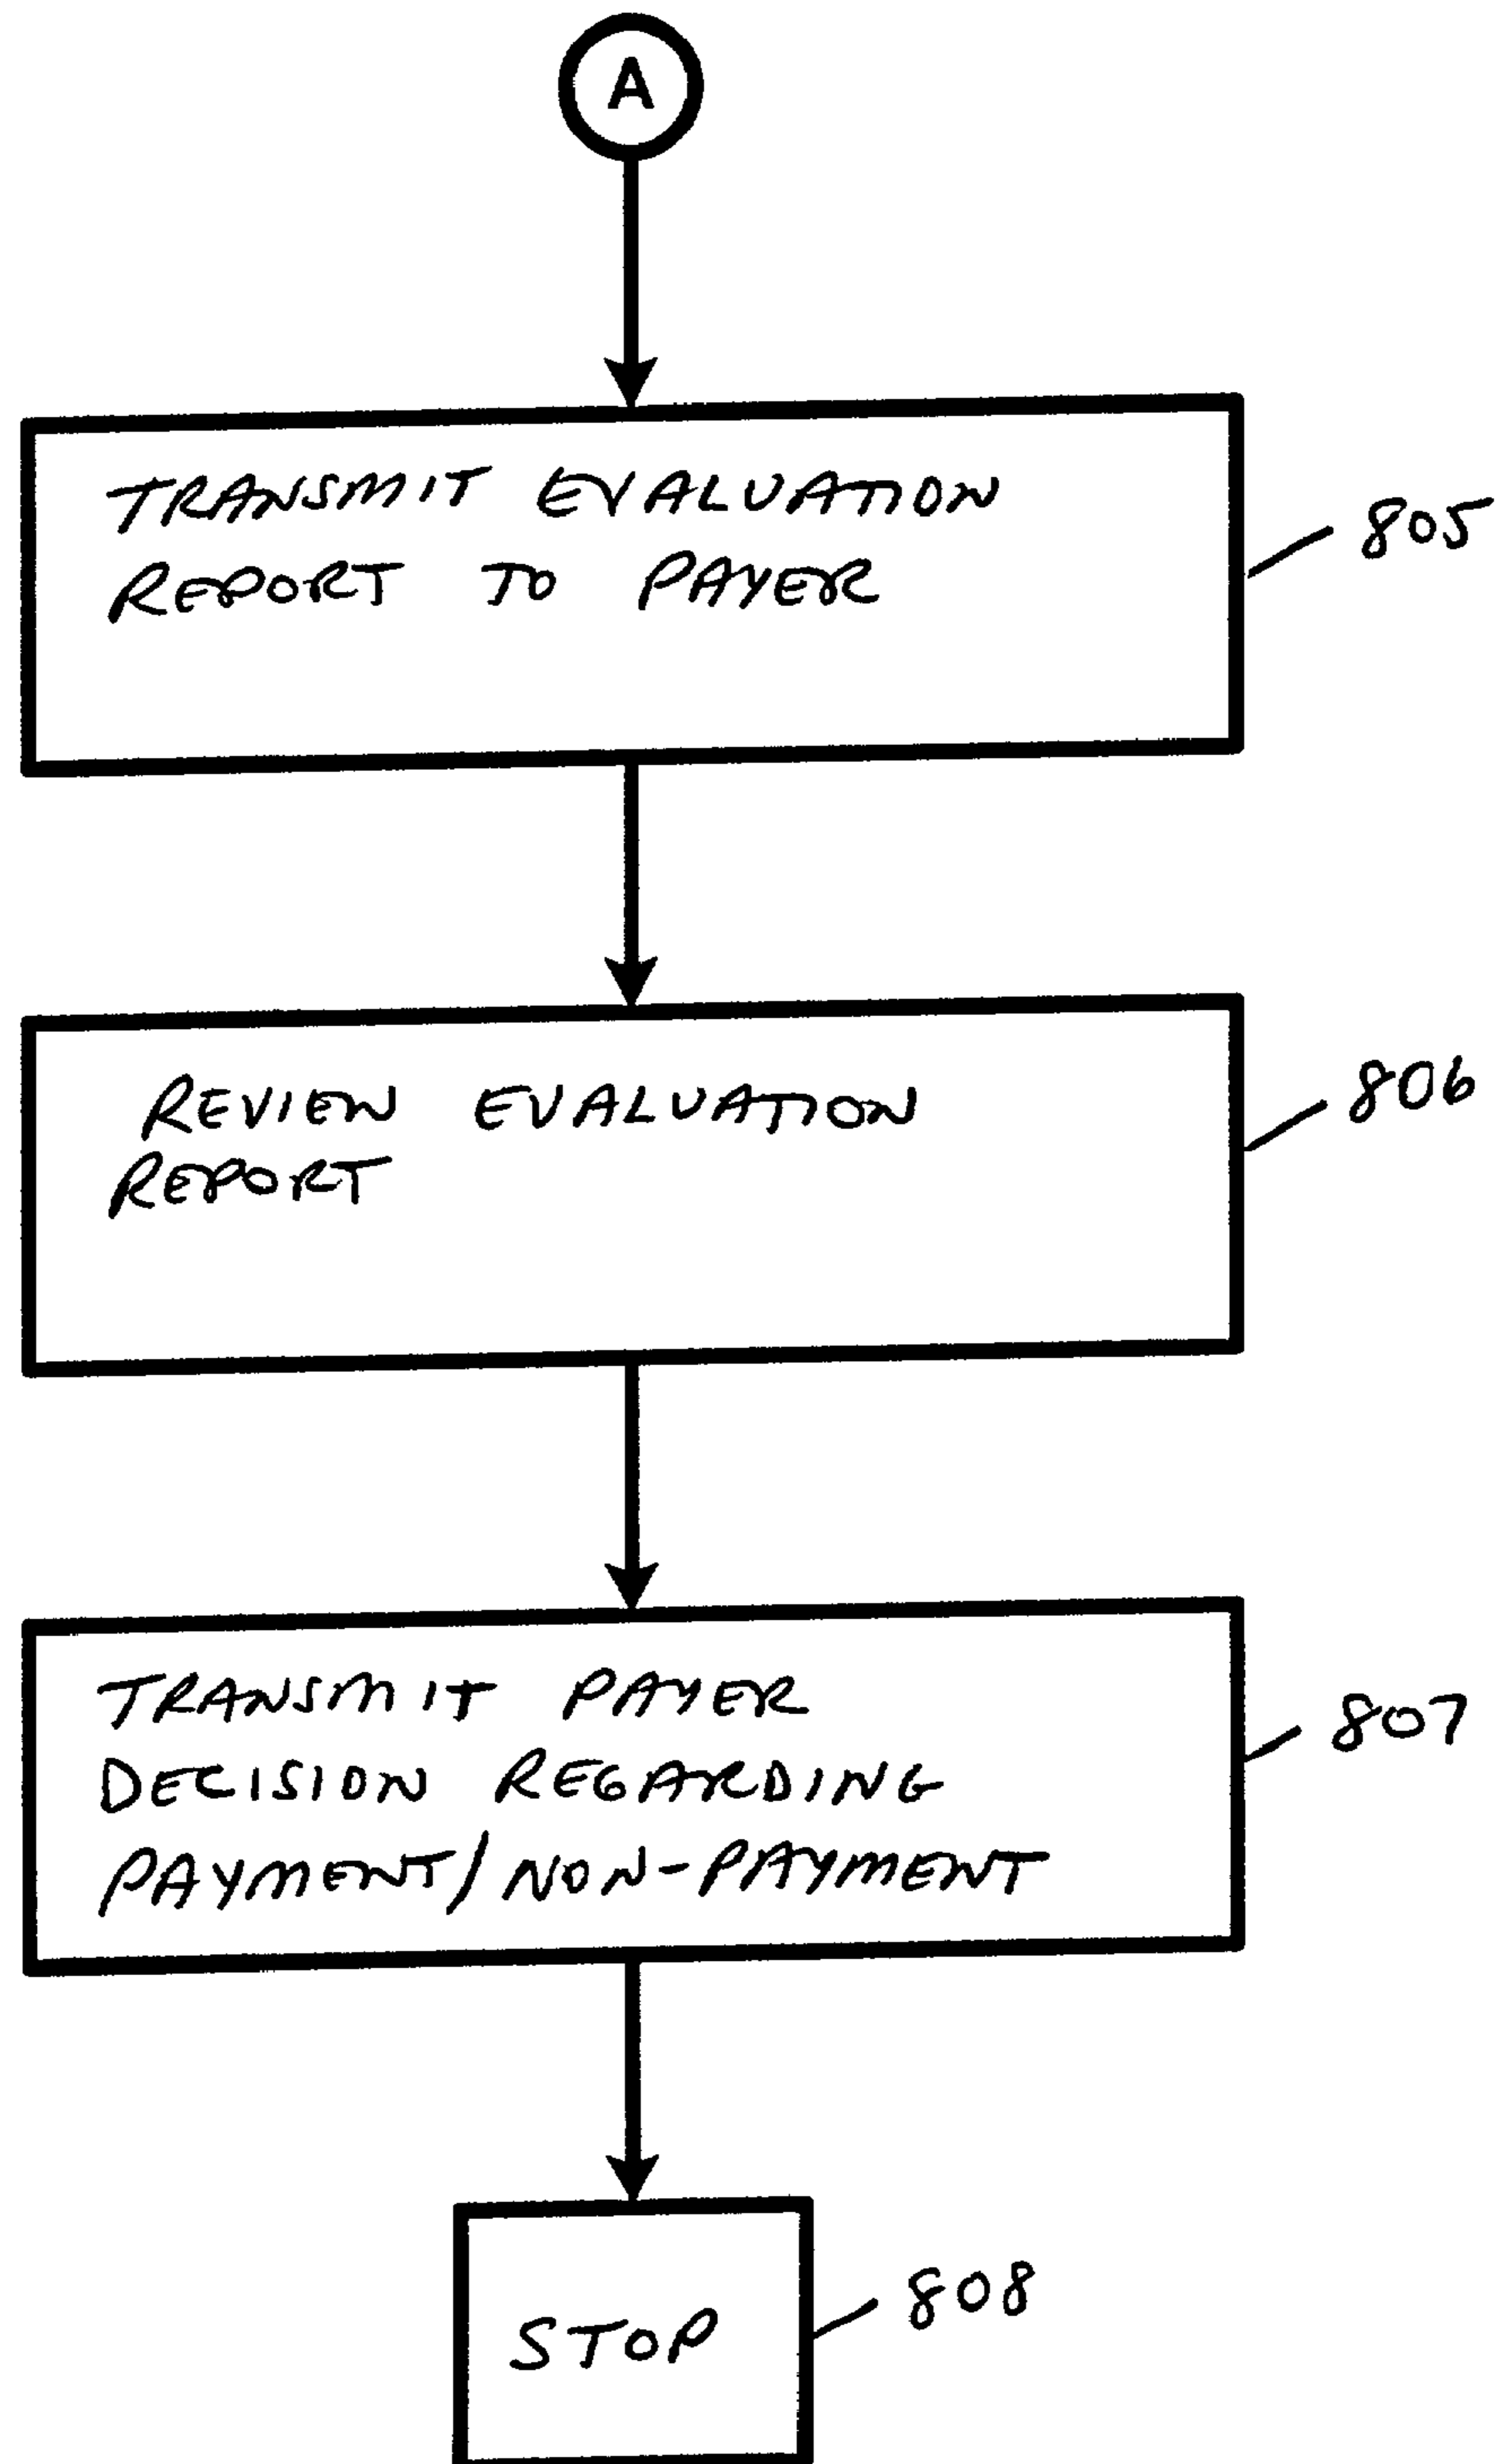 A
TRANSMIT EVALUATION
REPORT TO PAYER
805
REVIEW EVALUATION
REPORT
806
TRANSMIT PAYER
DECISION REGARDING
PAYMENT/NON-PAYMENT
807
STOP
808